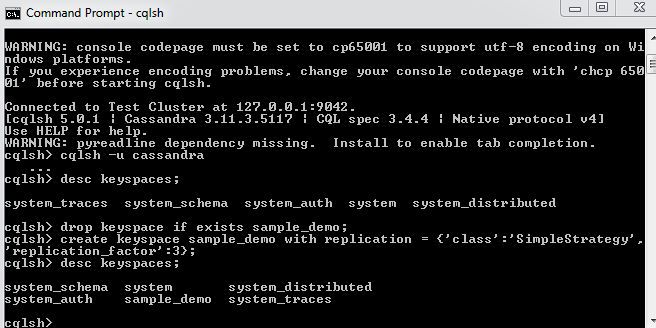 Command Prompt - cqlsh
WARNING: console codepage must be set to cp65001 to support utf-8 encoding on Wi
ndows platforms.
If you experience encoding problems, change your console codepage with 'chcp 650
01' before starting cqlsh.
Connected to Test Cluster at 127.0.0.1:9042.
[cqlsh 5.0.1 | Cassandra 3.11.3.5117 | CQL spec 3.4.4 | Native protocol v4]
Use HELP for help.
WARNING: pyreadline dependency missing.  Install to enable tab completion.
cqlsh> cqlsh -u cassandra
   ...
cqlsh> desc keyspaces;
system_traces  system_schema  system_auth  system  system_distributed
cqlsh> drop keyspace if exists sample_demo;
cqlsh> create keyspace sample_demo with replication = {'class':'SimpleStrategy',
'replication_factor':3};
cqlsh> desc keyspaces;
system_schema  system       system_distributed
system_auth    sample_demo  system_traces
cqlsh>